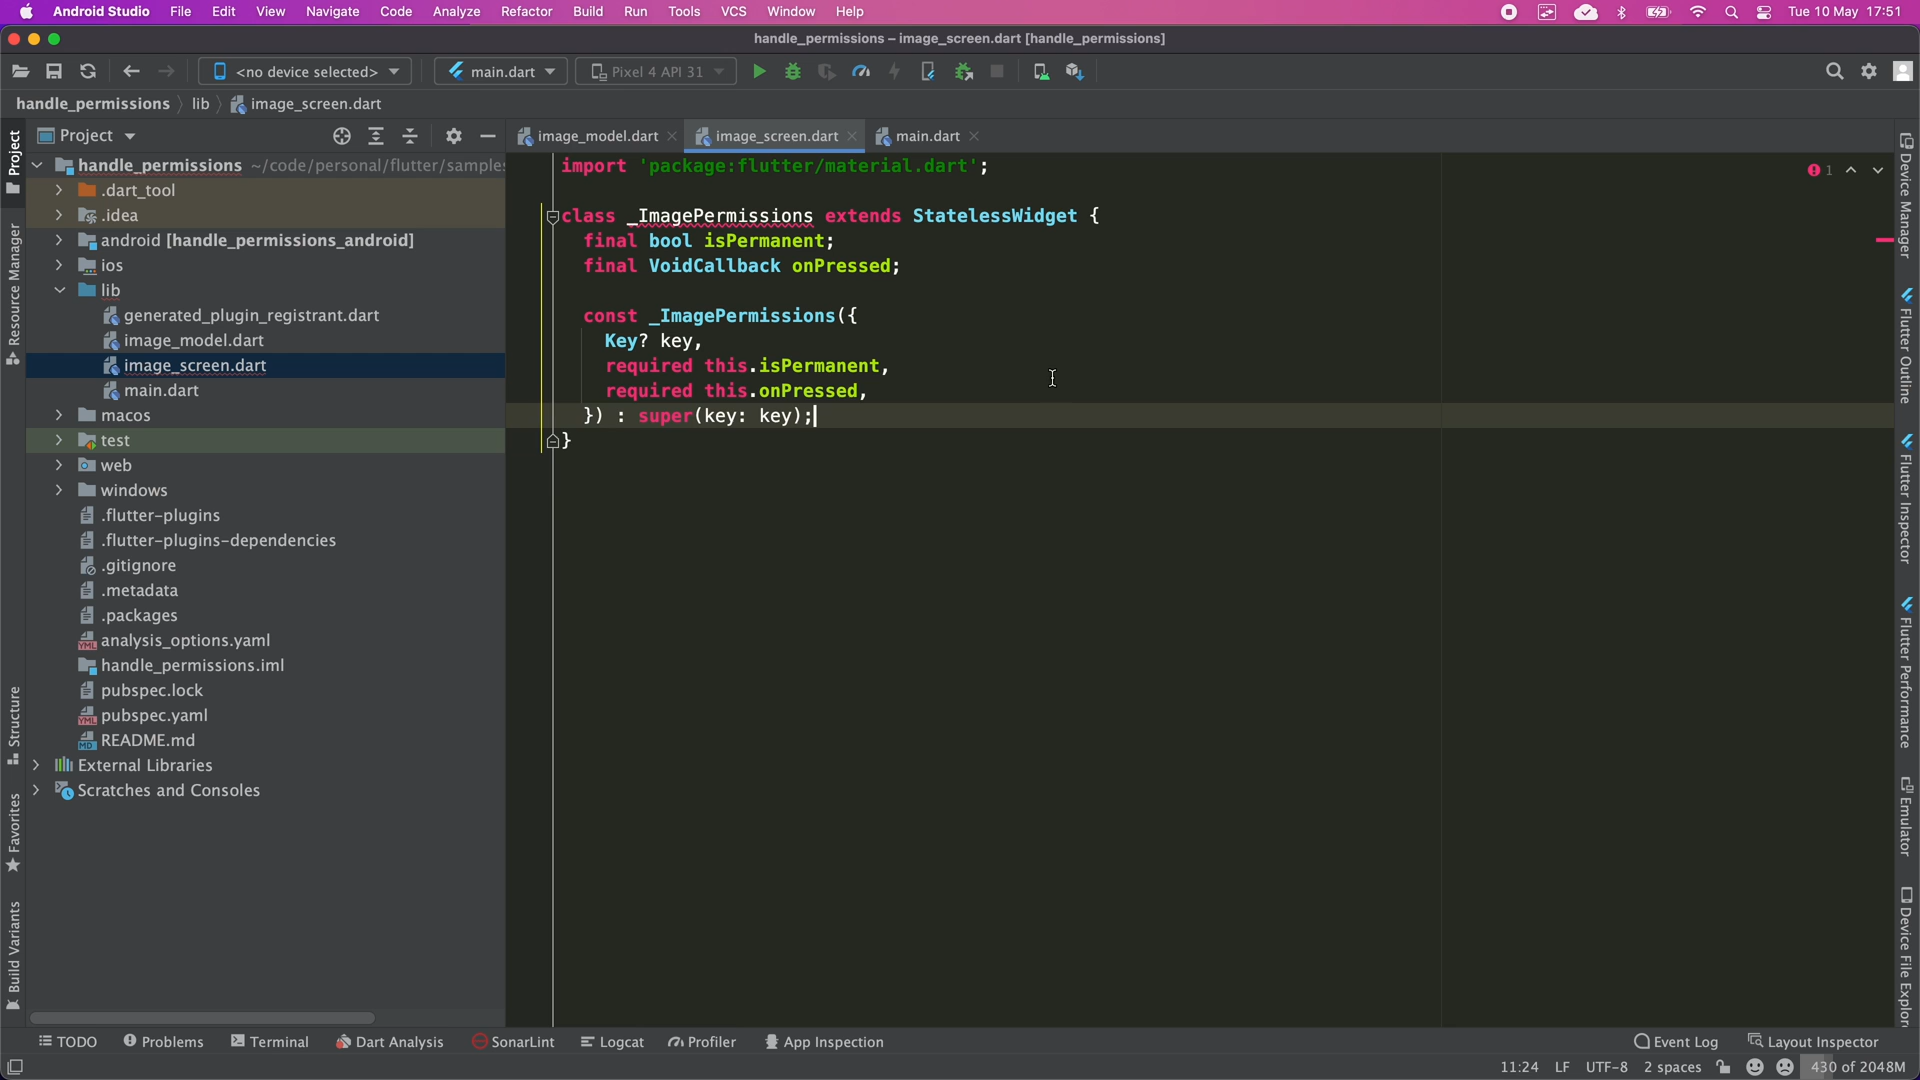 Android Studio File Edit View Navigate Code Analyze Refactor Build Run Tools VCS Window Help Tue 10 May 17:51
handle_permissions – image_screen.dart [handle_permissions]
<no device selected> main.dart Pixel 4 API 31
handle_permissions lib image_screen.dart
Project
image_model.dart image_screen.dart main.dart
handle_permissions ~/code/personal/flutter/samples
.dart_tool
.idea
android [handle_permissions_android]
ios
lib
generated_plugin_registrant.dart
image_model.dart
image_screen.dart
main.dart
macos
test
web
windows
.flutter-plugins
.flutter-plugins-dependencies
.gitignore
.metadata
.packages
analysis_options.yaml
handle_permissions.iml
pubspec.lock
pubspec.yaml
README.md
External Libraries
Scratches and Consoles
import 'package:flutter/material.dart';
1
class _ImagePermissions extends StatelessWidget {
final bool isPermanent;
final VoidCallback onPressed;
const _ImagePermissions({
Key? key,
required this.isPermanent,
required this.onPressed,
}) : super(key: key);
}
Project
Resource Manager
Structure
Favorites
Build Variants
Device Manager
Flutter Outline
Flutter Inspector
Flutter Performance
Emulator
Device File Explor
TODO Problems Terminal Dart Analysis SonarLint Logcat Profiler App Inspection Event Log Layout Inspector
11:24 LF UTF-8 2 spaces 430 of 2048M